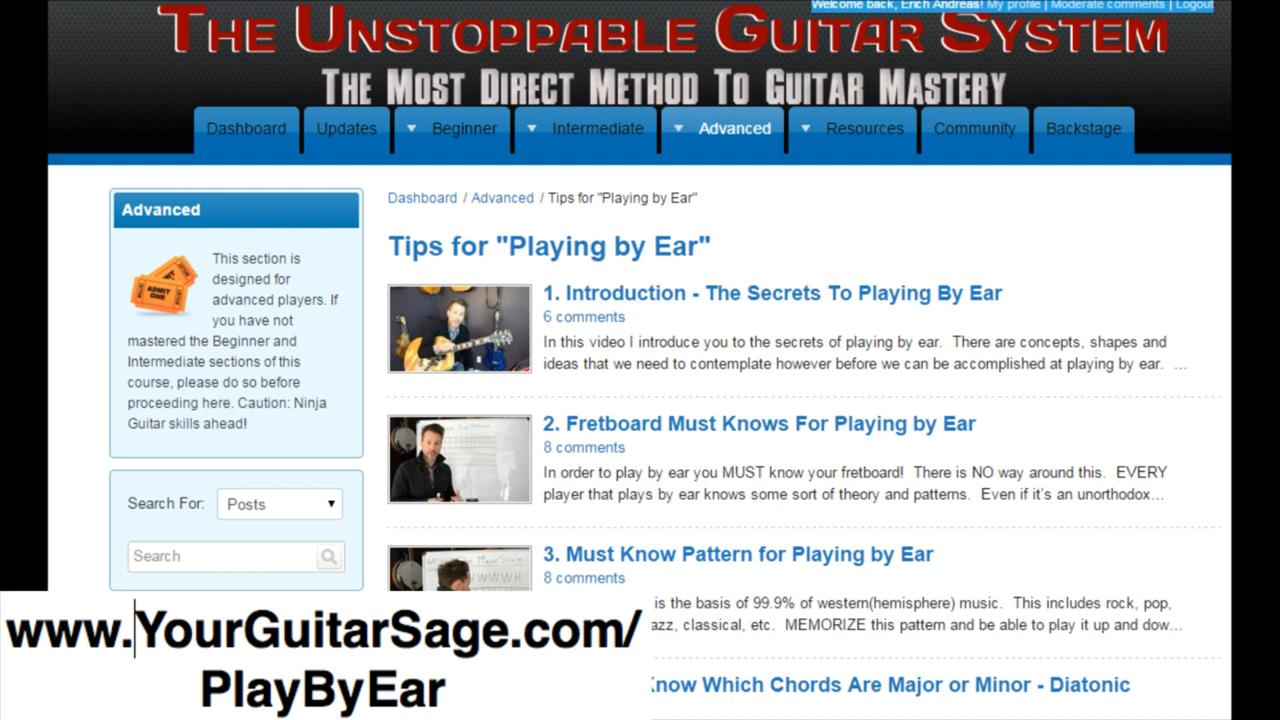 Welcome back, Erich Andreas! My profile | Moderate comments | Logout
THE UNSTOPPABLE GUITAR SYSTEM
THE MOST DIRECT METHOD TO GUITAR MASTERY
Dashboard Updates Beginner Intermediate Advanced Resources Community Backstage
Advanced
This section is
designed for
advanced players. If
you have not
mastered the Beginner and
Intermediate sections of this
course, please do so before
proceeding here. Caution: Ninja
Guitar skills ahead!
ADMIT
ONE
Search For: Posts
Search
Dashboard / Advanced / Tips for "Playing by Ear"
Tips for "Playing by Ear"
1. Introduction - The Secrets To Playing By Ear
6 comments
In this video I introduce you to the secrets of playing by ear. There are concepts, shapes and
ideas that we need to contemplate however before we can be accomplished at playing by ear. …
2. Fretboard Must Knows For Playing by Ear
8 comments
In order to play by ear you MUST know your fretboard! There is NO way around this. EVERY
player that plays by ear knows some sort of theory and patterns. Even if it's an unorthodox…
3. Must Know Pattern for Playing by Ear
8 comments
is the basis of 99.9% of western(hemisphere) music. This includes rock, pop,
azz, classical, etc. MEMORIZE this pattern and be able to play it up and dow…
Know Which Chords Are Major or Minor - Diatonic
www.YourGuitarSage.com/
PlayByEar